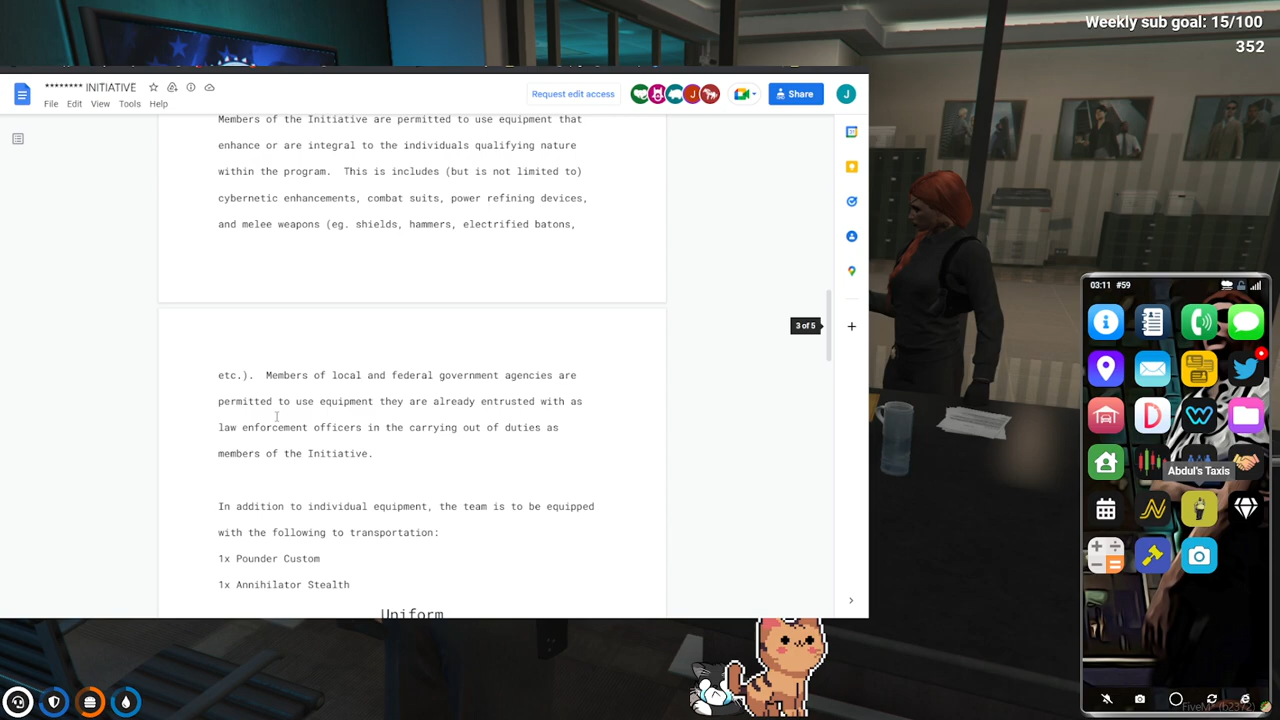 Weekly sub goal: 15/100
352
******** INITIATIVE
File Edit View Tools Help
Request edit access
J
Share
J
Members of the Initiative are permitted to use equipment that
enhance or are integral to the individuals qualifying nature
within the program. This is includes (but is not limited to)
cybernetic enhancements, combat suits, power refining devices,
and melee weapons (eg. shields, hammers, electrified batons,
3 of 5
etc.). Members of local and federal government agencies are
permitted to use equipment they are already entrusted with as
law enforcement officers in the carrying out of duties as
members of the Initiative.
In addition to individual equipment, the team is to be equipped
with the following to transportation:
1x Pounder Custom
1x Annihilator Stealth
Uniform
03:11 #59
Abdul's Taxis
FiveM* (b2372)